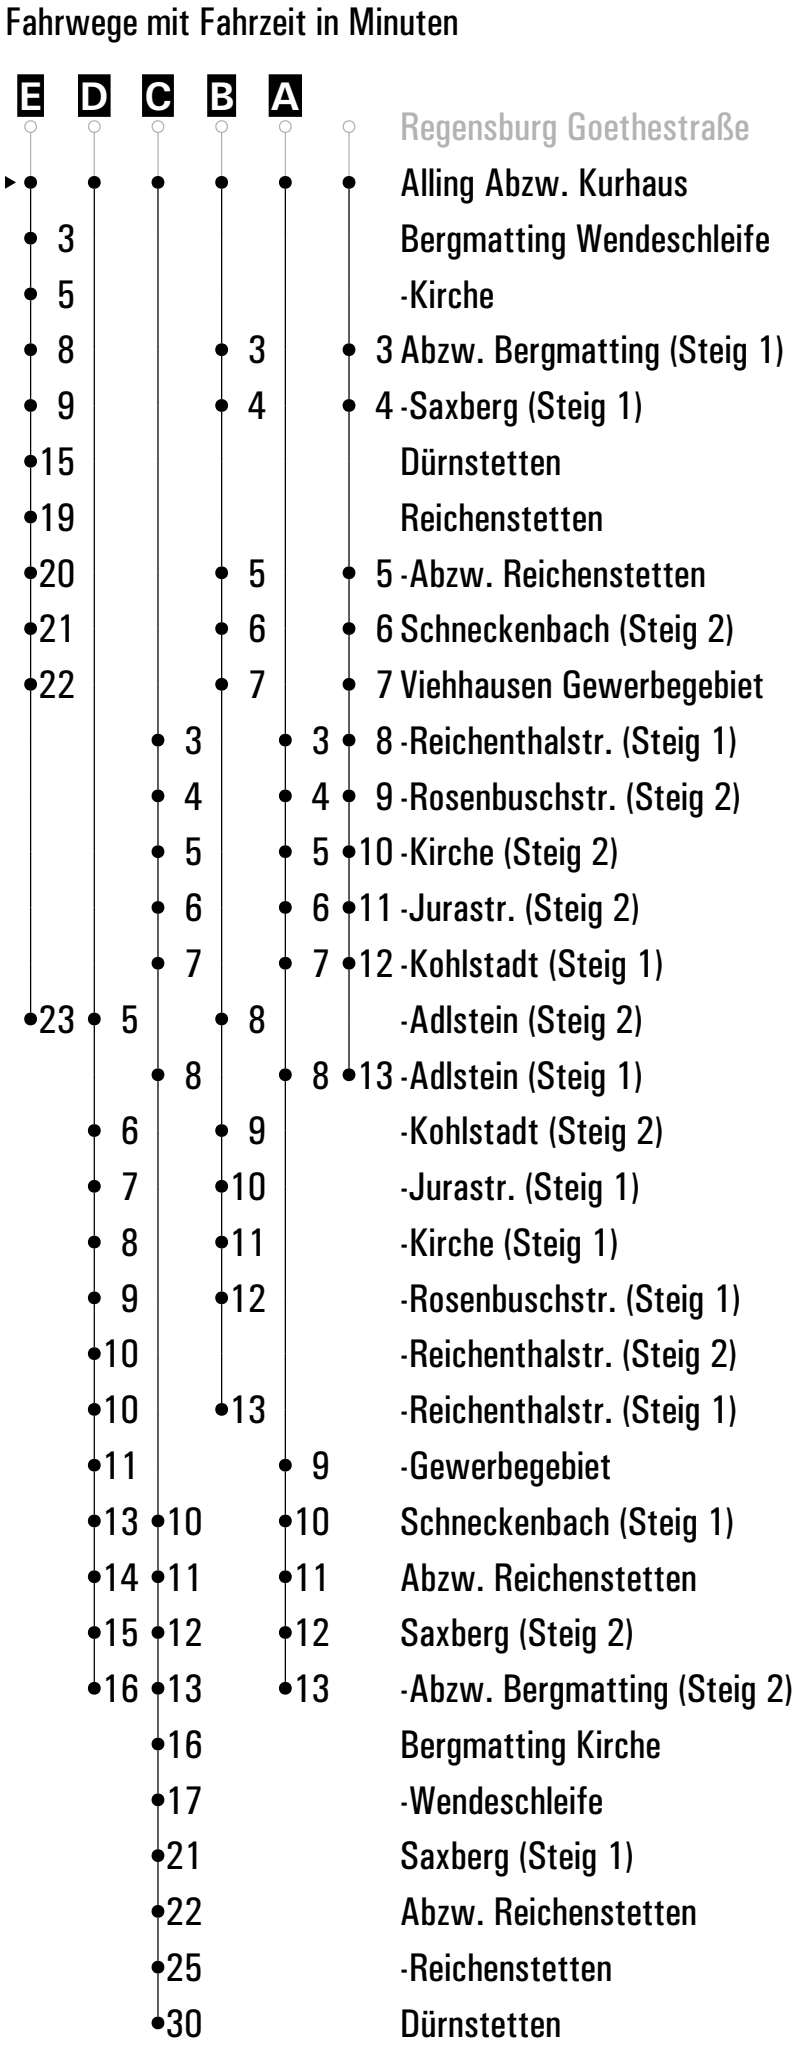 Fahrwege mit Fahrzeit in Minuten
E D C B A
Regensburg Goethestraße
Alling Abzw. Kurhaus
3 Bergmatting Wendeschleife
5 -Kirche
8 3 3 Abzw. Bergmatting (Steig 1)
9 4 4 -Saxberg (Steig 1)
15 Dürnstetten
19 Reichenstetten
20 5 5 -Abzw. Reichenstetten
21 6 6 Schneckenbach (Steig 2)
22 7 7 Viehhausen Gewerbegebiet
3 3 8 -Reichenthalstr. (Steig 1)
4 4 9 -Rosenbuschstr. (Steig 2)
5 5 10 -Kirche (Steig 2)
6 6 11 -Jurastr. (Steig 2)
7 7 12 -Kohlstadt (Steig 1)
23 5 8 -Adlstein (Steig 2)
8 8 13 -Adlstein (Steig 1)
6 9 -Kohlstadt (Steig 2)
7 10 -Jurastr. (Steig 1)
8 11 -Kirche (Steig 1)
9 12 -Rosenbuschstr. (Steig 1)
10 -Reichenthalstr. (Steig 2)
10 13 -Reichenthalstr. (Steig 1)
11 9 -Gewerbegebiet
13 10 10 Schneckenbach (Steig 1)
14 11 11 Abzw. Reichenstetten
15 12 12 Saxberg (Steig 2)
16 13 13 -Abzw. Bergmatting (Steig 2)
16 Bergmatting Kirche
17 -Wendeschleife
21 Saxberg (Steig 1)
22 Abzw. Reichenstetten
25 -Reichenstetten
30 Dürnstetten